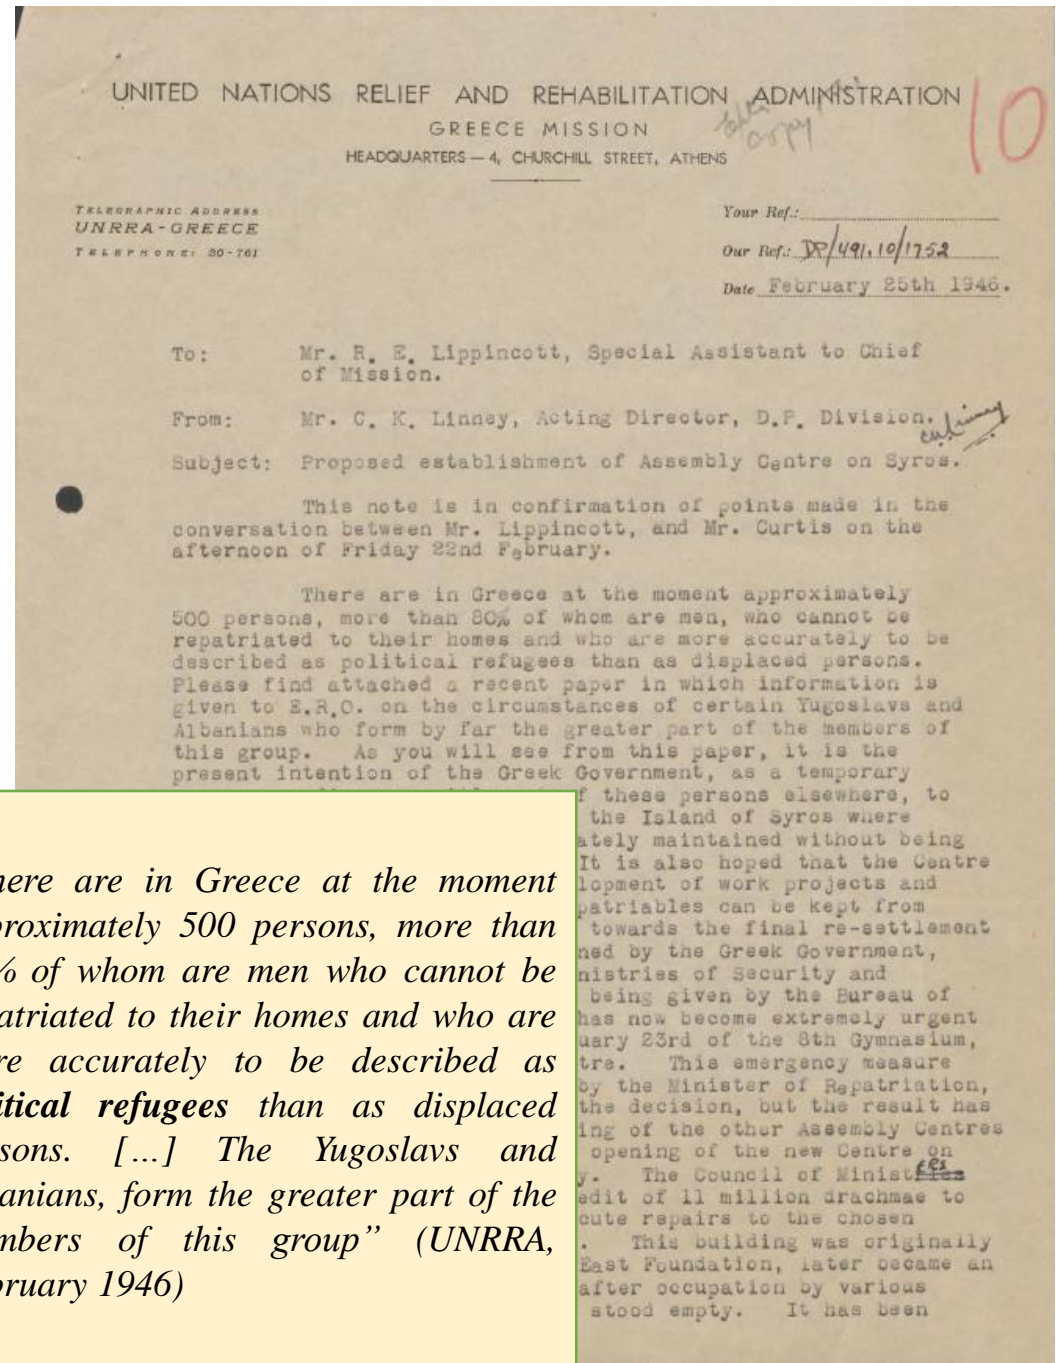 UNITED NATIONS RELIEF AND REHABILITATION ADMINISTRATION
GREECE MISSION
copy
HEADQUARTERS — 4, CHURCHILL STREET, ATHENS
10
TELEGRAPHIC ADDRESS
UNRRA-GREECE
TELEPHONE: 30-761
Your Ref.:
Our Ref.: DP/491.10/1752
Date February 25th 1946.
To: Mr. R. E. Lippincott, Special Assistant to Chief
of Mission.
From: Mr. C. K. Linney, Acting Director, D.P. Division.
Subject: Proposed establishment of Assembly Centre on Syros.
This note is in confirmation of points made in the
conversation between Mr. Lippincott, and Mr. Curtis on the
afternoon of Friday 22nd February.
There are in Greece at the moment approximately
500 persons, more than 80% of whom are men, who cannot be
repatriated to their homes and who are more accurately to be
described as political refugees than as displaced persons.
Please find attached a recent paper in which information is
given to E.R.O. on the circumstances of certain Yugoslavs and
Albanians who form by far the greater part of the members of
this group. As you will see from this paper, it is the
present intention of the Greek Government, as a temporary
f these persons elsewhere, to
the Island of Syros where
ately maintained without being
It is also hoped that the Centre
lopment of work projects and
patriables can be kept from
towards the final re-settlement
ned by the Greek Government,
nistries of Security and
being given by the Bureau of
has now become extremely urgent
uary 23rd of the 8th Gymnasium,
tre. This emergency measure
by the Minister of Repatriation,
the decision, but the result has
ing of the other Assembly Centres
opening of the new Centre on
y. The Council of Ministers
edit of 11 million drachmae to
cute repairs to the chosen
. This building was originally
East Foundation, later became an
after occupation by various
stood empty. It has been
here are in Greece at the moment
proximately 500 persons, more than
% of whom are men who cannot be
atriated to their homes and who are
re accurately to be described as
itical refugees than as displaced
sons. [...] The Yugoslavs and
anians, form the greater part of the
mbers of this group” (UNRRA,
bruary 1946)